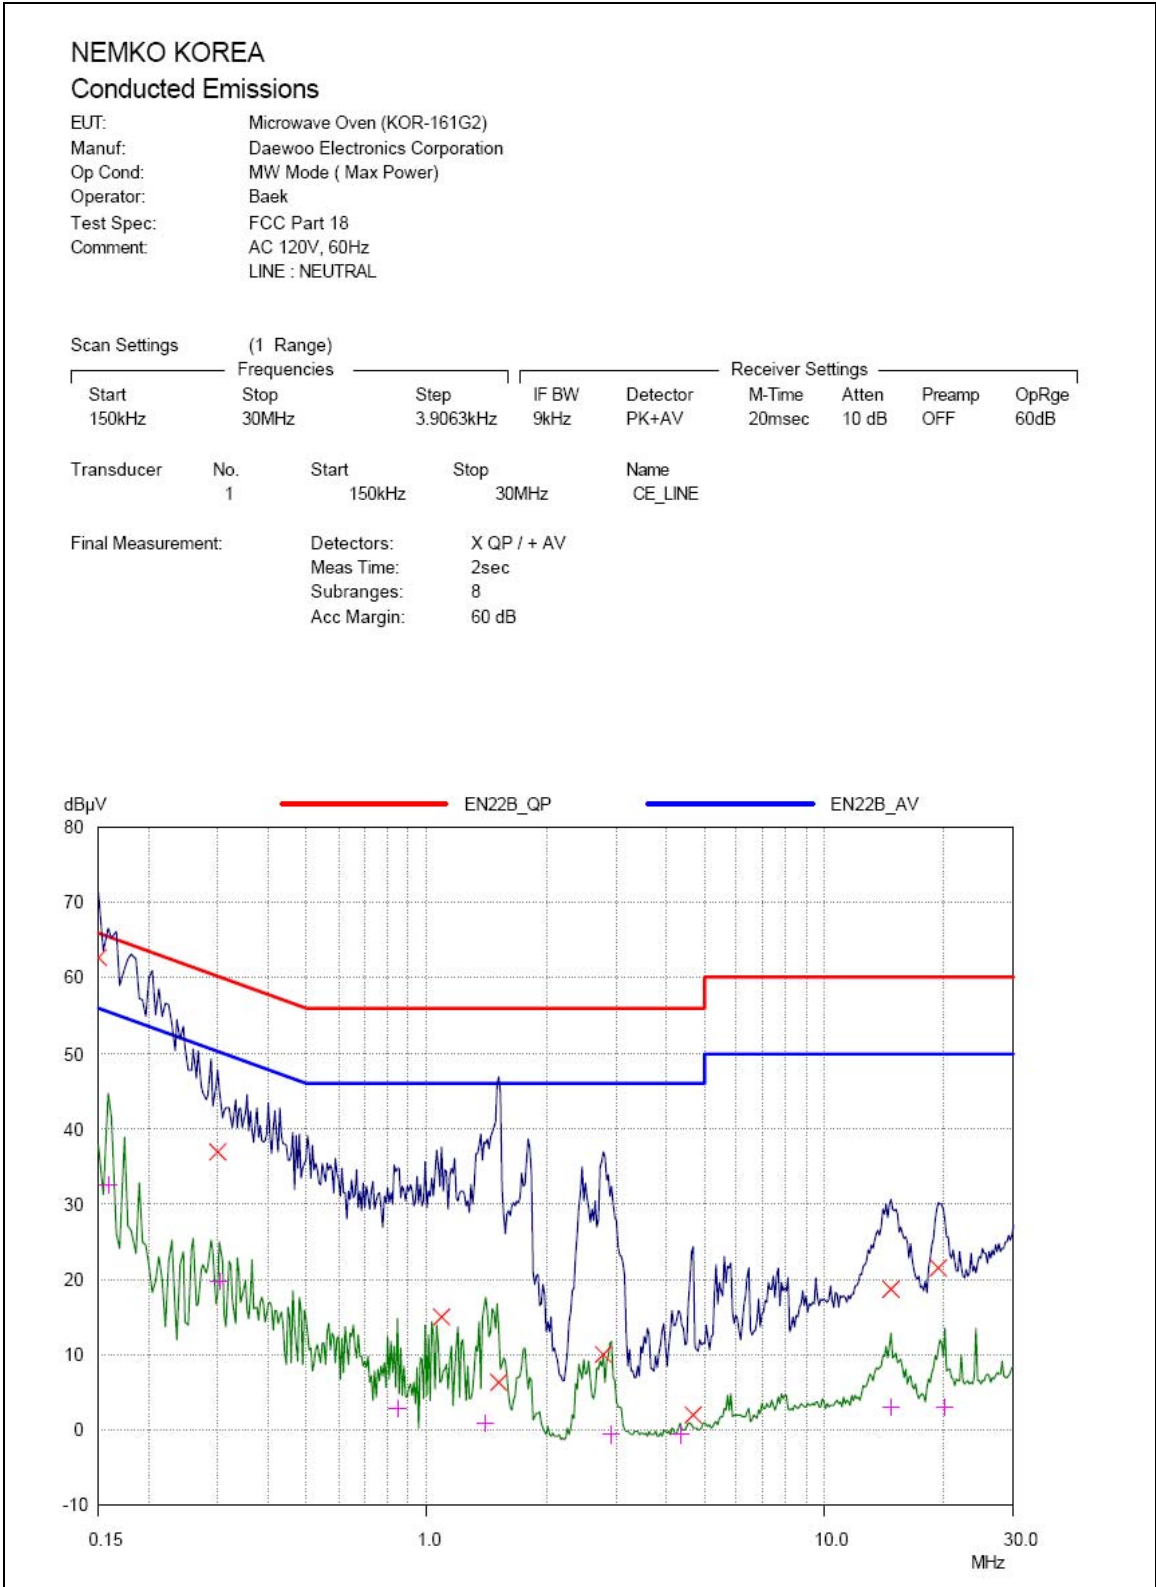 NEMKO KOREA
Conducted Emissions
EUT: Microwave Oven (KOR-161G2)
Manuf: Daewoo Electronics Corporation
Op Cond: MW Mode ( Max Power)
Operator: Baek
Test Spec: FCC Part 18
Comment: AC 120V, 60Hz
LINE : NEUTRAL
Scan Settings (1 Range)
Frequencies Receiver Settings
Start Stop Step IF BW Detector M-Time Atten Preamp OpRge
150kHz 30MHz 3.9063kHz 9kHz PK+AV 20msec 10 dB OFF 60dB
Transducer No. Start Stop Name
1 150kHz 30MHz CE_LINE
Final Measurement: Detectors: X QP / + AV
Meas Time: 2sec
Subranges: 8
Acc Margin: 60 dB
dBµV EN22B_QP EN22B_AV
80
70
60
50
40
30
20
10
0
-10
0.15 1.0 10.0 30.0
MHz